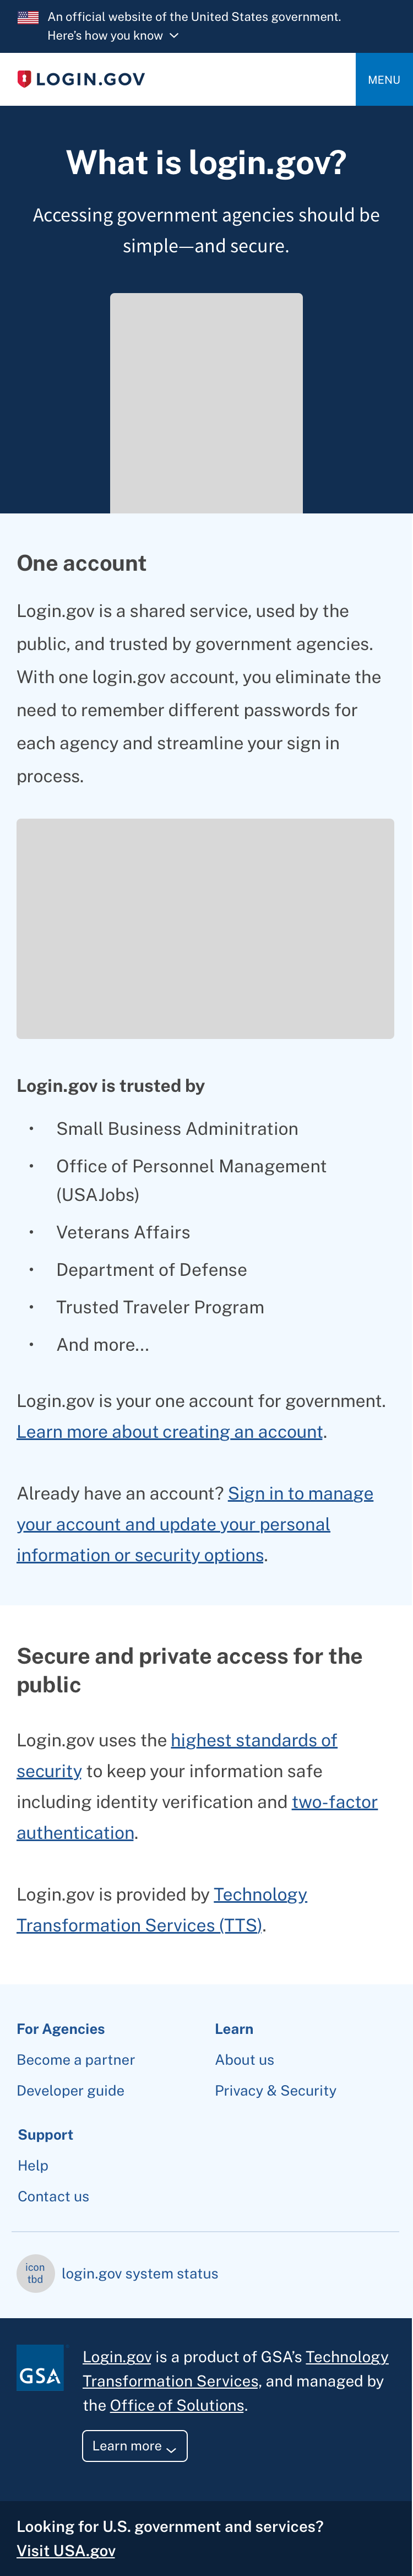 An official website of the United States government.
Here's how you know
LOGIN.GOV
MENU
What is login.gov?
Accessing government agencies should be
simple—and secure.
One account
Login.gov is a shared service, used by the
public, and trusted by government agencies.
With one login.gov account, you eliminate the
need to remember different passwords for
each agency and streamline your sign in
process.
Login.gov is trusted by
• Small Business Adminitration
• Office of Personnel Management
(USAJobs)
• Veterans Affairs
• Department of Defense
• Trusted Traveler Program
• And more...
Login.gov is your one account for government.
Learn more about creating an account.
Already have an account? Sign in to manage
your account and update your personal
information or security options.
Secure and private access for the
public
Login.gov uses the highest standards of
security to keep your information safe
including identity verification and two-factor
authentication.
Login.gov is provided by Technology
Transformation Services (TTS).
For Agencies
Become a partner
Developer guide
Learn
About us
Privacy & Security
Support
Help
Contact us
icon
tbd
login.gov system status
GSA
Login.gov is a product of GSA's Technology
Transformation Services, and managed by
the Office of Solutions.
Learn more
Looking for U.S. government and services?
Visit USA.gov